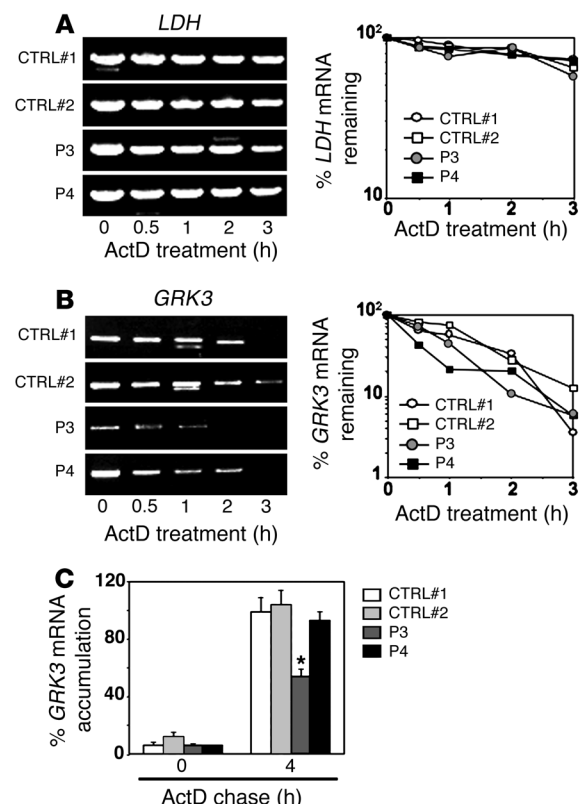 A
LDH
CTRL#1
CTRL#2
P3
P4
0 0.5 1 2 3
ActD treatment (h)
% LDH mRNA
remaining
10²
10
CTRL#1
CTRL#2
P3
P4
0 1 2 3
ActD treatment (h)
B
GRK3
CTRL#1
CTRL#2
P3
P4
0 0.5 1 2 3
ActD treatment (h)
% GRK3 mRNA
remaining
10²
10
1
CTRL#1
CTRL#2
P3
P4
0 1 2 3
ActD treatment (h)
C
% GRK3 mRNA
accumulation
120
80
40
0
*
CTRL#1
CTRL#2
P3
P4
0 4
ActD chase (h)